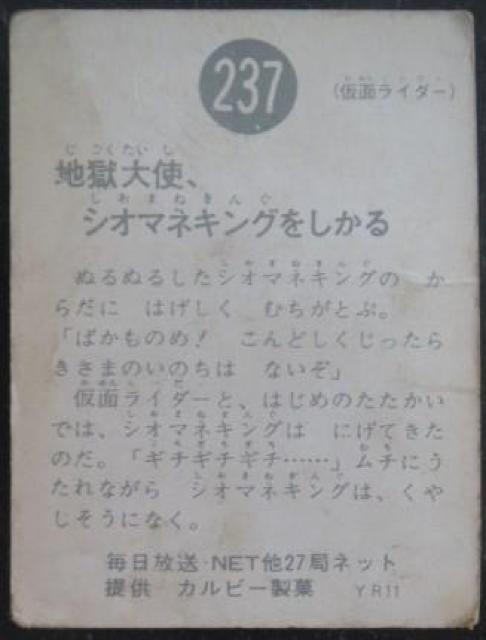 237
(仮面ライダー)
地獄大使、
シオマネキングをしかる
ぬるぬるしたシオマネキングの か
らだに はげしく むちがとぶ。
「ばかものめ! こんどしくじったら
きさまのいのちは ないぞ」
仮面ライダーと、はじめのたたかい
では、シオマネキングは にげてきた
のだ。「ギチギチギチ……」ムチにう
たれながら シオマネキングは、くや
しそうになく。
毎日放送・NET他27局ネット
提供 カルビー製菓 YR11